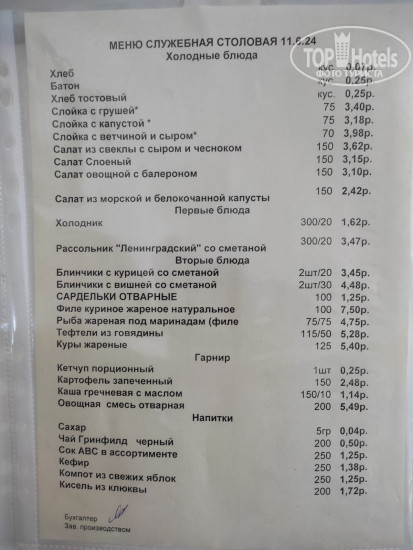 МЕНЮ СЛУЖЕБНАЯ СТОЛОВАЯ 11.6.24
TopHotels
ФОТО ТУРИСТА
Холодные блюда
Хлеб кус 0,07р.
Батон кус. 0,25р.
Хлеб тостовый кус. 0,25р.
Слойка с грушей* 75 3,40р.
Слойка с капустой * 75 3,18р.
Слойка с ветчиной и сыром* 70 3,98р.
Салат из свеклы с сыром и чесноком 150 3,62р.
Салат Слоеный 150 3,15р.
Салат овощной с балероном 150 3,10р.
Салат из морской и белокочанной капусты 150 2,42р.
Первые блюда
Холодник 300/20 1,62р.
Рассольник "Ленинградский" со сметаной 300/20 3,47р.
Вторые блюда
Блинчики с курицей со сметаной 2шт/20 3,45р.
Блинчики с вишней со сметаной 2шт/30 4,48р.
САРДЕЛЬКИ ОТВАРНЫЕ 100 1,25р.
Филе куриное жареное натуральное 100 7,50р.
Рыба жареная под маринадам (филе 75/75 4,75р.
Тефтели из говядины 115/50 5,28р.
Куры жареные 125 5,40р.
Гарнир
Кетчуп порционный 1шт 0,25р.
Картофель запеченный 150 2,48р.
Каша гречневая с маслом 150/10 1,14р.
Овощная смесь отварная 200 5,49р.
Напитки
Сахар 5гр 0,04р.
Чай Гринфилд черный 200 0,50р.
Сок АВС в ассортименте 250 1,25р.
Кефир 250 1,38р.
Компот из свежих яблок 250 1,25р.
Кисель из клюквы 200 1,72р.
Бухгалтер
Зав. производством